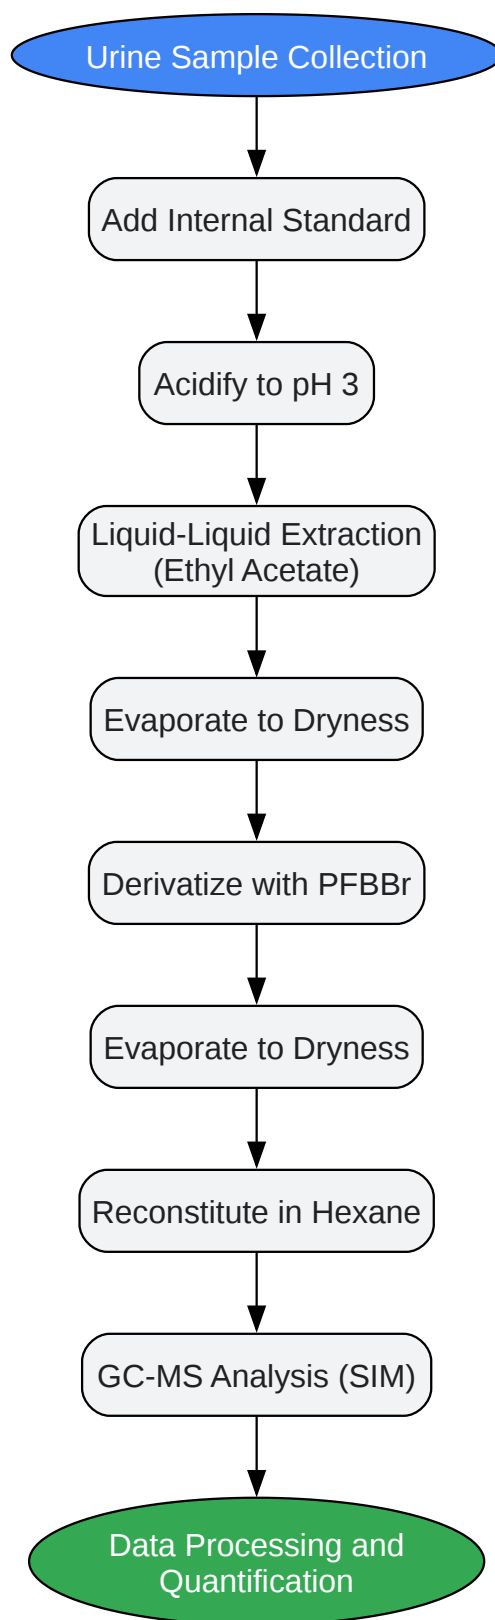 Urine Sample Collection
Add Internal Standard
Acidify to pH 3
Liquid-Liquid Extraction
(Ethyl Acetate)
Evaporate to Dryness
Derivatize with PFBBr
Evaporate to Dryness
Reconstitute in Hexane
GC-MS Analysis (SIM)
Data Processing and
Quantification